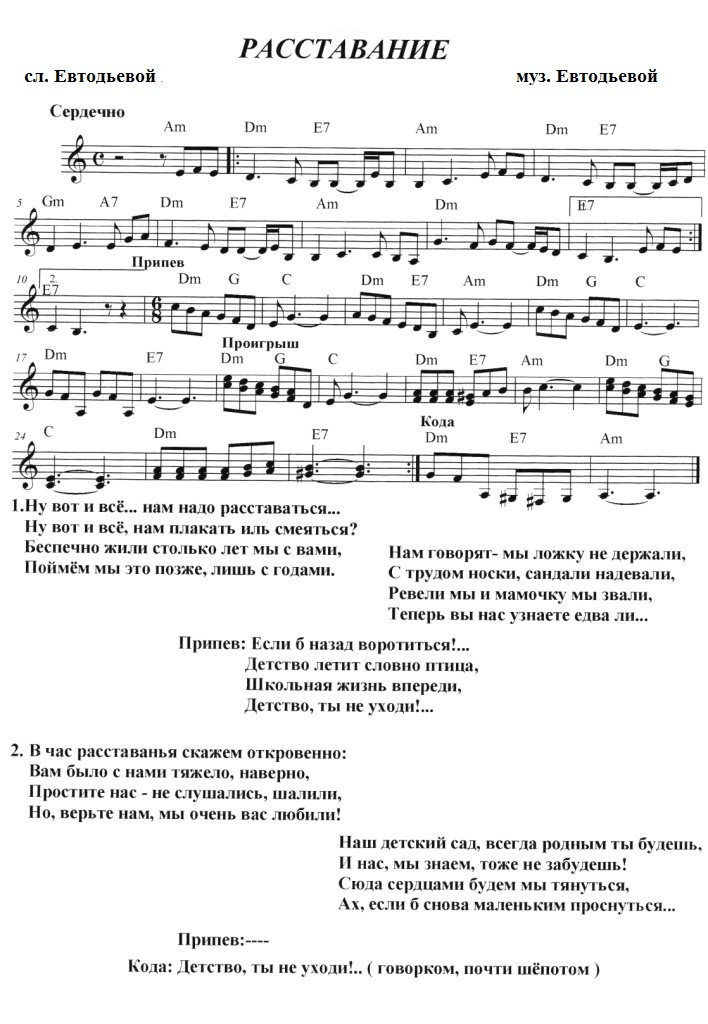 РАССТАВАНИЕ
сл. Евтодьевой муз. Евтодьевой
Сердечно
Am Dm E7 Am Dm E7
5 Gm A7 Dm E7 Am Dm E7
Припев
10 2. E7 Dm G C Dm E7 Am Dm G C
Проигрыш
17 Dm E7 Dm G C Dm E7 Am Dm G
Кода
24 C Dm E7 Dm E7 Am
1.Ну вот и всё... нам надо расставаться...
Ну вот и всё, нам плакать иль смеяться?
Беспечно жили столько лет мы с вами,
Поймём мы это позже, лишь с годами.
Нам говорят- мы ложку не держали,
С трудом носки, сандали надевали,
Ревели мы и мамочку мы звали,
Теперь вы нас узнаете едва ли...
Припев: Если б назад воротиться!...
Детство летит словно птица,
Школьная жизнь впереди,
Детство, ты не уходи!...
2. В час расставанья скажем откровенно:
Вам было с нами тяжело, наверно,
Простите нас - не слушались, шалили,
Но, верьте нам, мы очень вас любили!
Наш детский сад, всегда родным ты будешь,
И нас, мы знаем, тоже не забудешь!
Сюда сердцами будем мы тянуться,
Ах, если б снова маленьким проснуться...
Припев:----
Кода: Детство, ты не уходи!.. ( говорком, почти шёпотом )